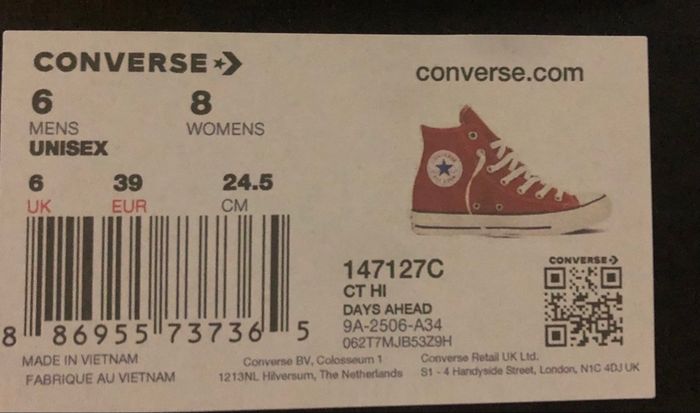 CONVERSE
converse.com
6 8
MENS WOMENS
UNISEX
6 39 24.5
UK EUR CM
147127C
CT HI
DAYS AHEAD
9A-2506-A34
062T7MJB53Z9H
CONVERSE
8 86955 73736 5
MADE IN VIETNAM
FABRIQUE AU VIETNAM
Converse BV, Colosseum 1
1213NL Hilversum, The Netherlands
Converse Retail UK Ltd.
S1 - 4 Handyside Street, London, N1C 4DJ UK